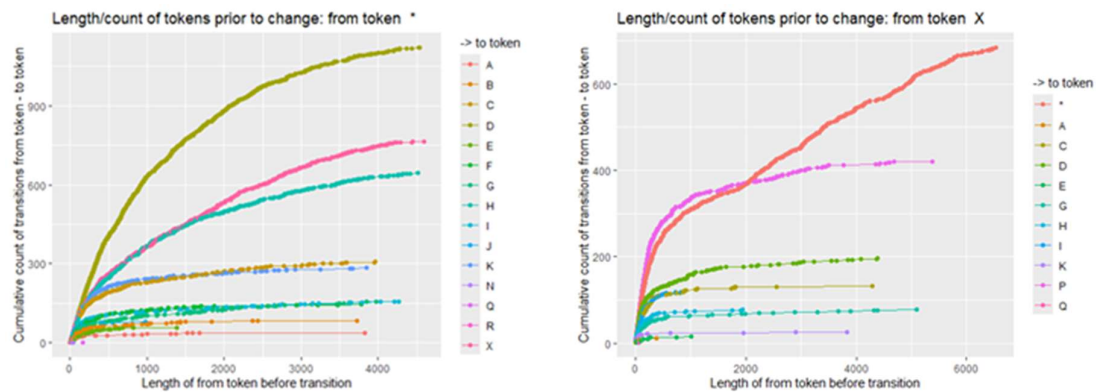 Length/count of tokens prior to change: from token *
Cumulative count of transitions from token - to token
900
600
300
0
0
1000
2000
3000
4000
Length of from token before transition
-> to token
A
B
C
D
E
F
G
H
I
J
K
N
Q
R
X
Length/count of tokens prior to change: from token X
Cumulative count of transitions from token - to token
600
400
200
0
0
2000
4000
6000
Length of from token before transition
-> to token
*
A
C
D
E
G
H
I
K
P
Q